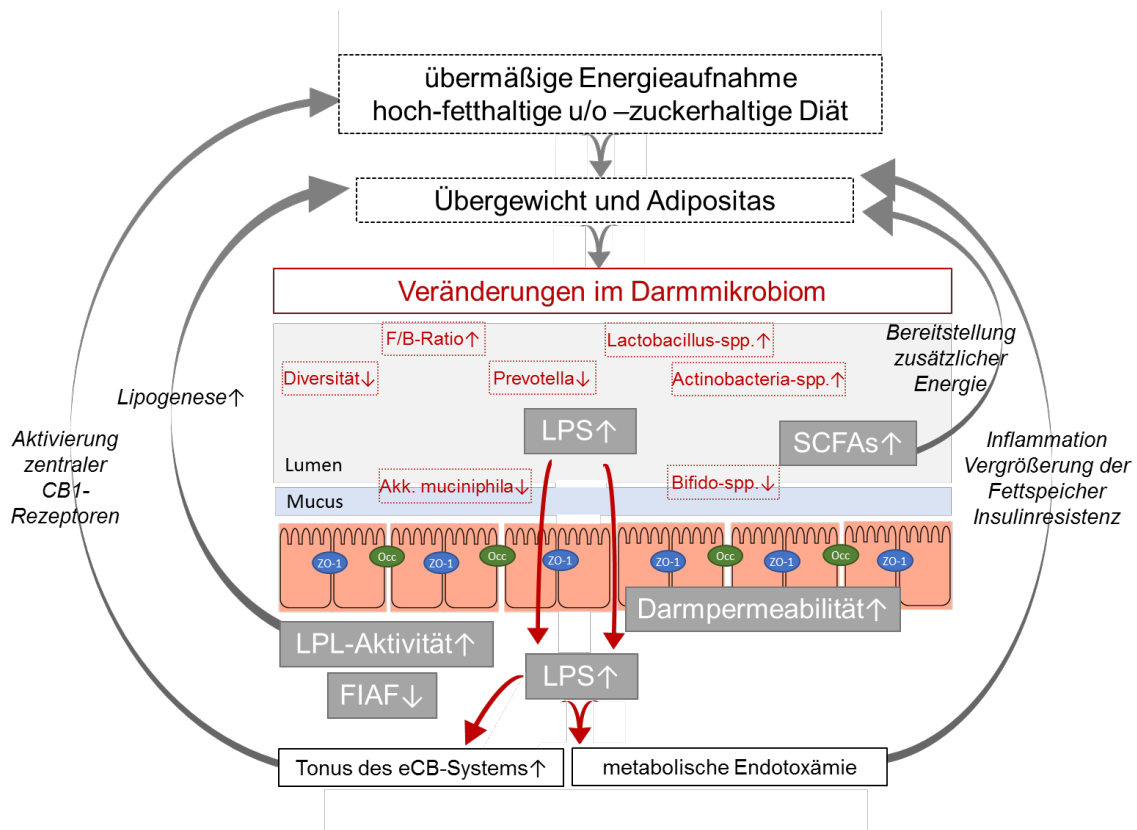 übermäßige Energieaufnahme
hoch-fetthaltige u/o –zuckerhaltige Diät
Übergewicht und Adipositas
Veränderungen im Darmmikrobiom
F/B-Ratio↑
Lactobacillus-spp.↑
Diversität↓
Prevotella↓
Actinobacteria-spp.↑
Bereitstellung
zusätzlicher
Energie
Lipogenese↑
LPS↑
SCFAs↑
Aktivierung
zentraler
CB1-
Rezeptoren
Inflammation
Vergrößerung der
Fettspeicher
Insulinresistenz
Lumen
Akk. muciniphila↓
Bifido-spp.↓
Mucus
ZO-1
Occ
ZO-1
Occ
ZO-1
ZO-1
Occ
ZO-1
Occ
ZO-1
Darmpermeabilität↑
LPL-Aktivität↑
LPS↑
FIAF↓
Tonus des eCB-Systems↑
metabolische Endotoxämie